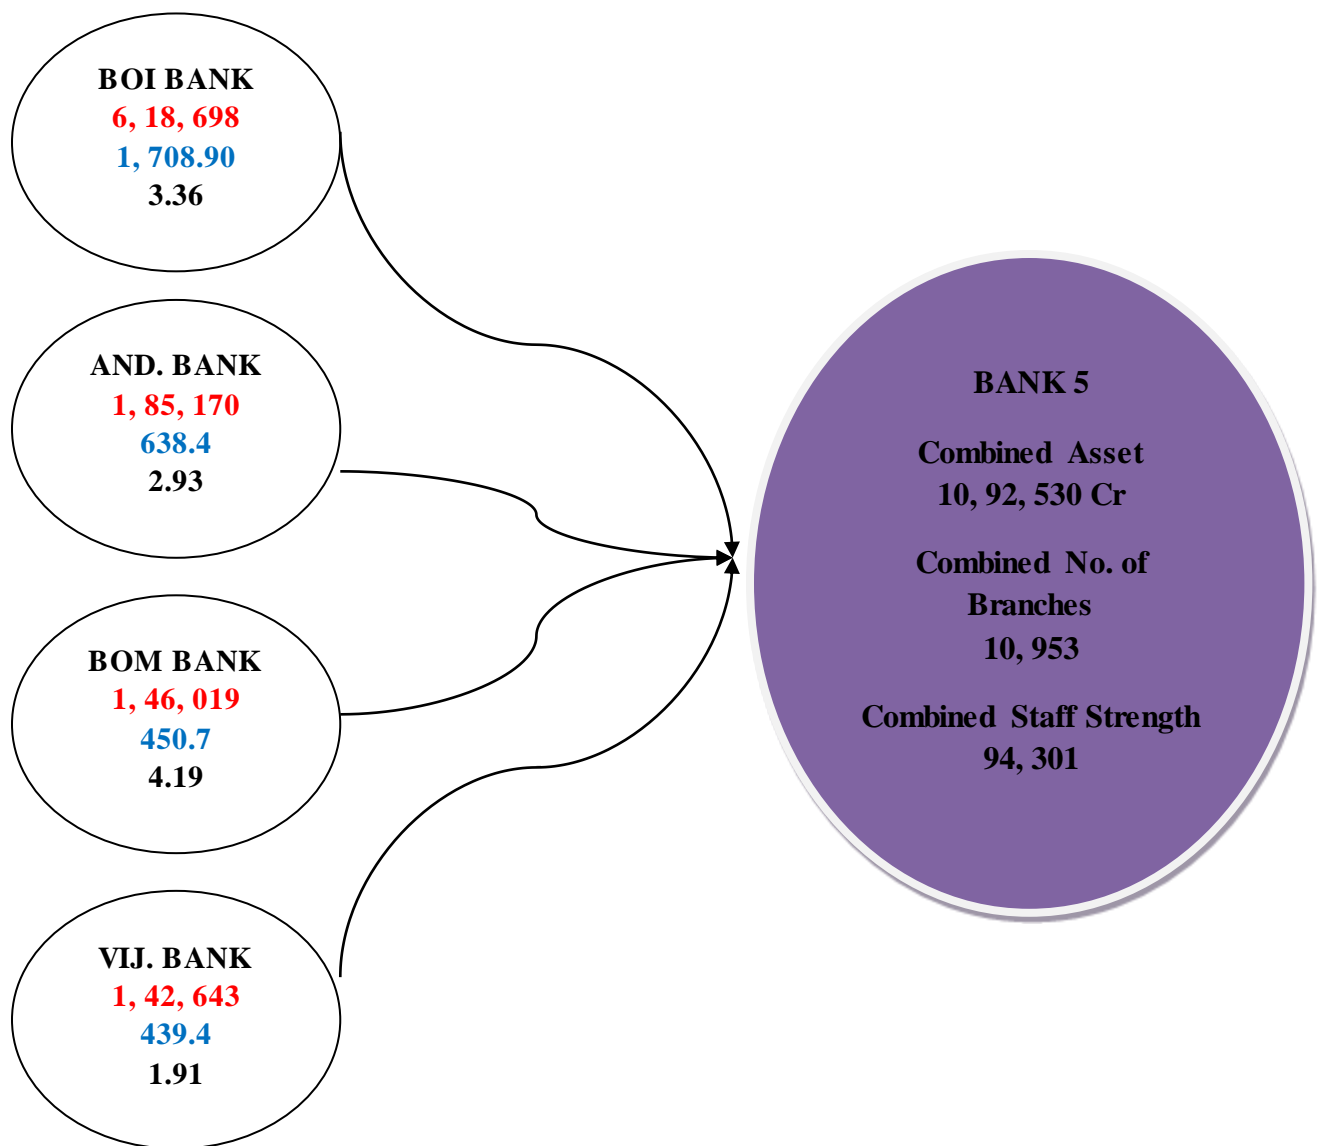 BOI BANK
6, 18, 698
1, 708.90
3.36
AND. BANK
1, 85, 170
638.4
2.93
BOM BANK
1, 46, 019
450.7
4.19
VIJ. BANK
1, 42, 643
439.4
1.91
BANK 5
Combined Asset
10, 92, 530 Cr
Combined No. of
Branches
10, 953
Combined Staff Strength
94, 301